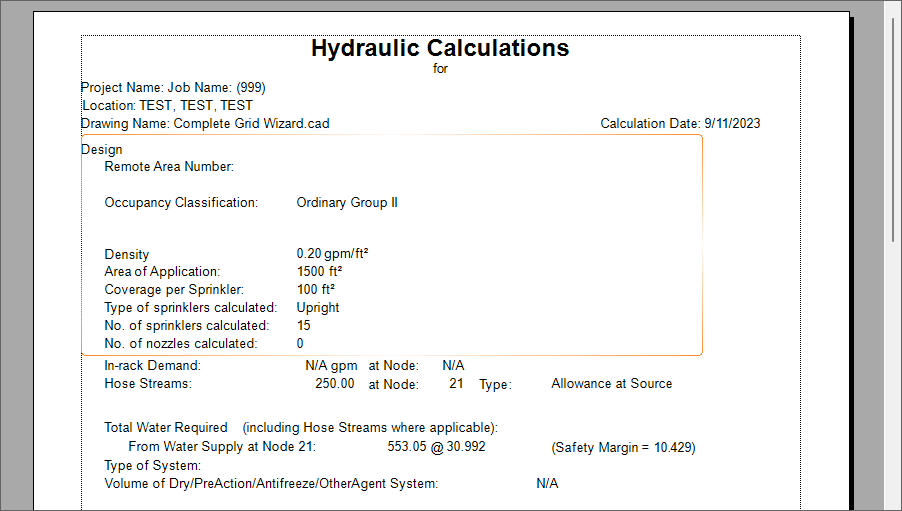 Hydraulic Calculations
for
Project Name: Job Name: (999)
Location: TEST, TEST, TEST
Drawing Name: Complete Grid Wizard.cad Calculation Date: 9/11/2023
Design
Remote Area Number:
Occupancy Classification: Ordinary Group II
Density 0.20 gpm/ft²
Area of Application: 1500 ft²
Coverage per Sprinkler: 100 ft²
Type of sprinklers calculated: Upright
No. of sprinklers calculated: 15
No. of nozzles calculated: 0
In-rack Demand: N/A gpm at Node: N/A
Hose Streams: 250.00 at Node: 21 Type: Allowance at Source
Total Water Required (including Hose Streams where applicable):
From Water Supply at Node 21: 553.05 @ 30.992 (Safety Margin = 10.429)
Type of System:
Volume of Dry/PreAction/Antifreeze/OtherAgent System: N/A